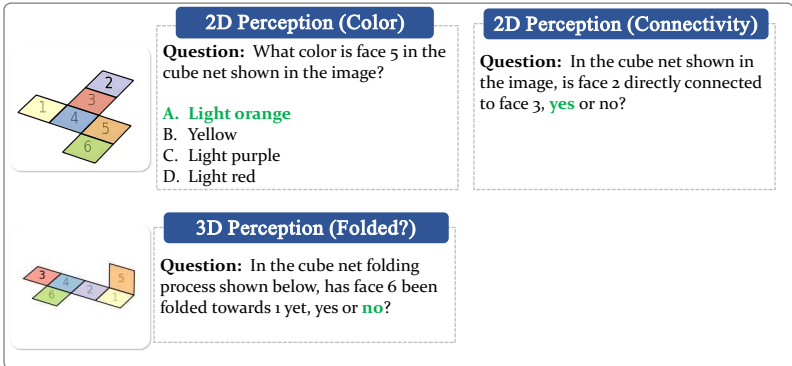 2D Perception (Color)
Question: What color is face 5 in the
cube net shown in the image?
A. Light orange
B. Yellow
C. Light purple
D. Light red
2
3
1
4
5
6
2D Perception (Connectivity)
Question: In the cube net shown in
the image, is face 2 directly connected
to face 3, yes or no?
3D Perception (Folded?)
Question: In the cube net folding
process shown below, has face 6 been
folded towards 1 yet, yes or no?
3
4
5
2
6
1